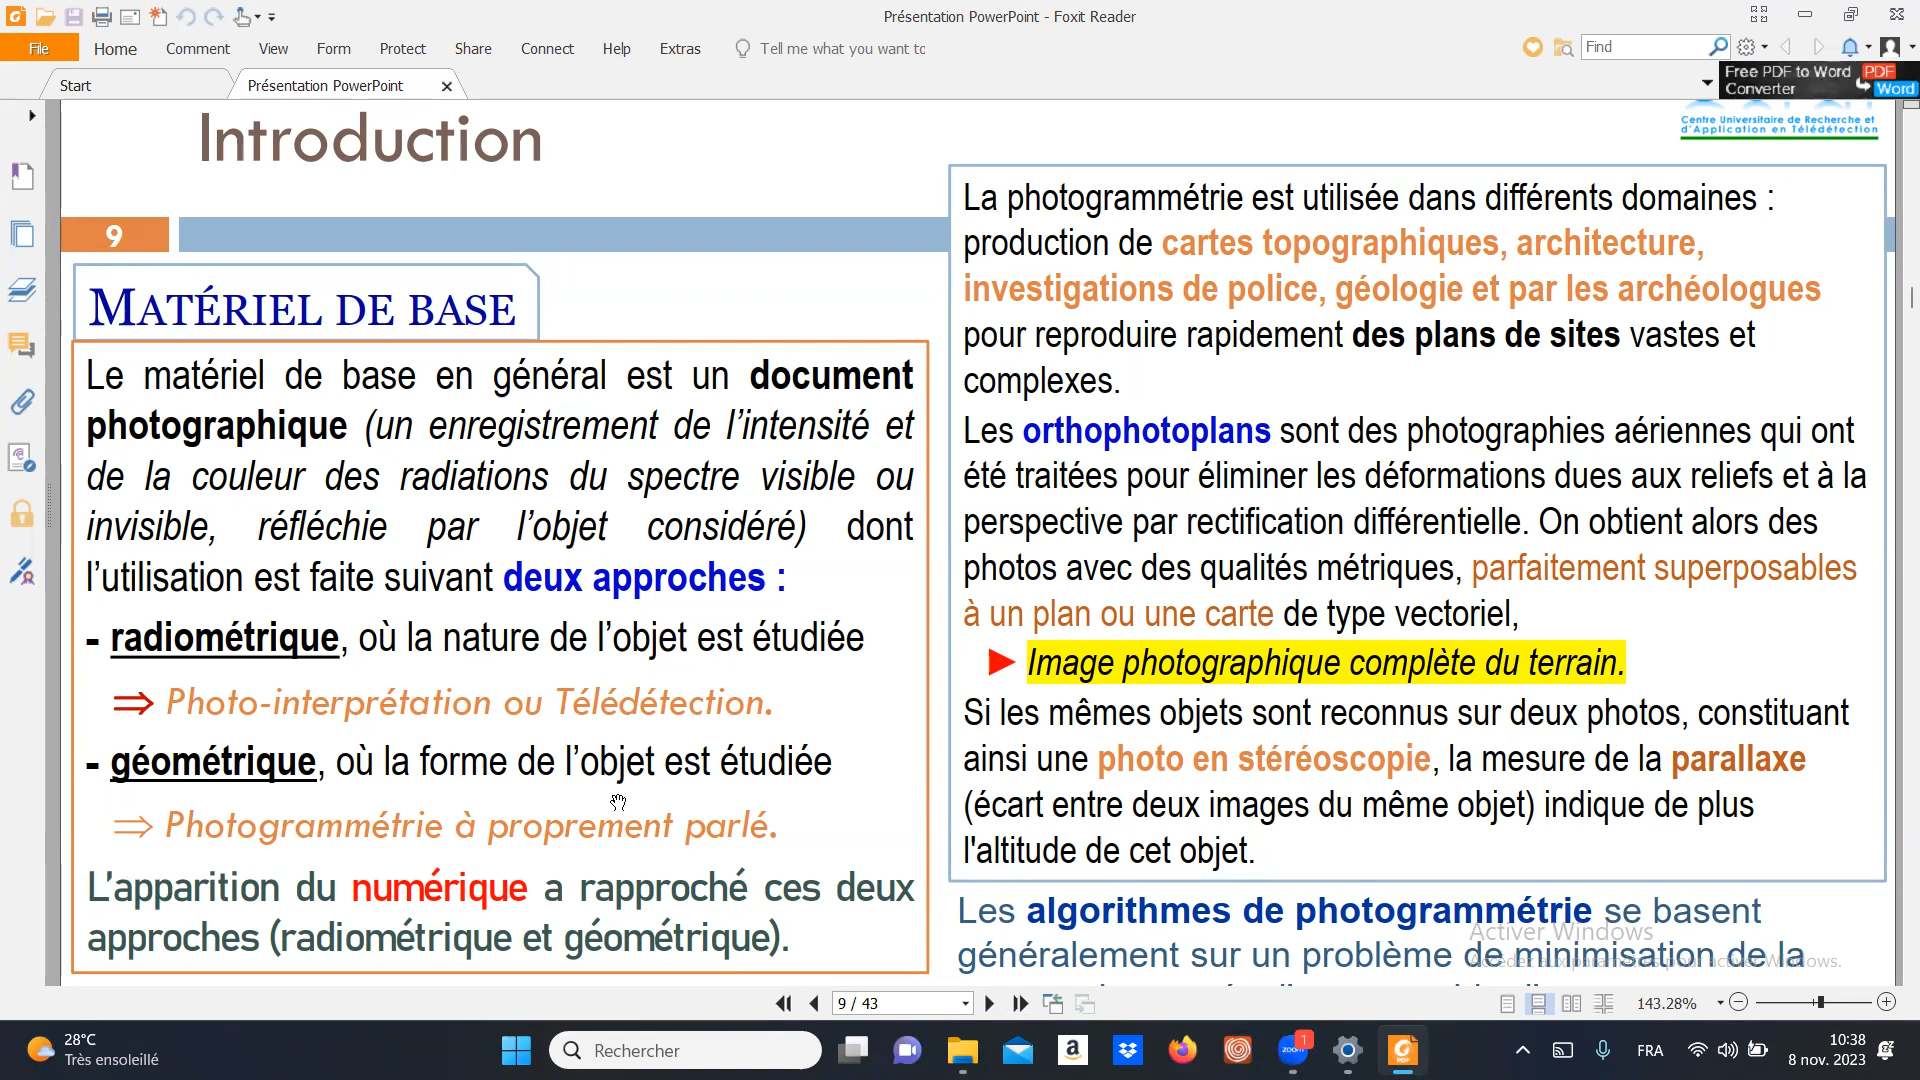 Présentation PowerPoint - Foxit Reader
File Home Comment View Form Protect Share Connect Help Extras Tell me what you want to
Find
Start
Présentation PowerPoint
Free PDF to Word
Converter
PDF
Word
Introduction
Centre Universitaire de Recherche et
d'Application en Télédétection
9
MATÉRIEL DE BASE
Le matériel de base en général est un document
photographique (un enregistrement de l'intensité et
de la couleur des radiations du spectre visible ou
invisible, réfléchie par l'objet considéré) dont
l'utilisation est faite suivant deux approches :
- radiométrique, où la nature de l'objet est étudiée
⇒ Photo-interprétation ou Télédétection.
- géométrique, où la forme de l'objet est étudiée
⇒ Photogrammétrie à proprement parlé.
L'apparition du numérique a rapproché ces deux
approches (radiométrique et géométrique).
La photogrammétrie est utilisée dans différents domaines :
production de cartes topographiques, architecture,
investigations de police, géologie et par les archéologues
pour reproduire rapidement des plans de sites vastes et
complexes.
Les orthophotoplans sont des photographies aériennes qui ont
été traitées pour éliminer les déformations dues aux reliefs et à la
perspective par rectification différentielle. On obtient alors des
photos avec des qualités métriques, parfaitement superposables
à un plan ou une carte de type vectoriel,
► Image photographique complète du terrain.
Si les mêmes objets sont reconnus sur deux photos, constituant
ainsi une photo en stéréoscopie, la mesure de la parallaxe
(écart entre deux images du même objet) indique de plus
l'altitude de cet objet.
Les algorithmes de photogrammétrie se basent
généralement sur un problème de minimisation de la
Activer Windows
Accédez aux paramètres pour activer Windows.
9 / 43
143.28%
28°C
Très ensoleillé
Rechercher
zoom
1
FRA
10:38
8 nov. 2023